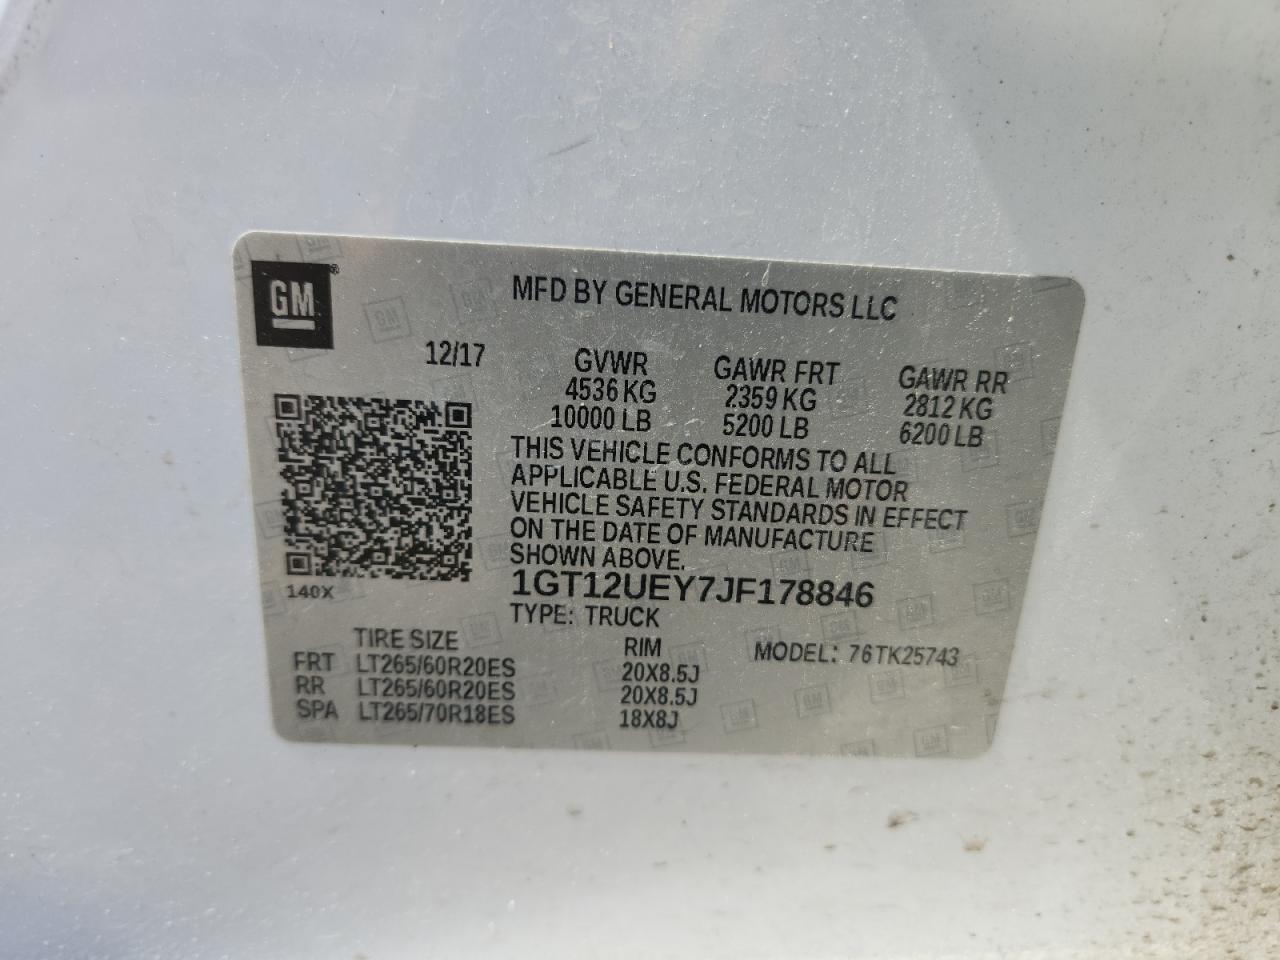 GM
MFD BY GENERAL MOTORS LLC
12/17 GVWR GAWR FRT GAWR RR
4536 KG 2359 KG 2812 KG
10000 LB 5200 LB 6200 LB
THIS VEHICLE CONFORMS TO ALL
APPLICABLE U.S. FEDERAL MOTOR
VEHICLE SAFETY STANDARDS IN EFFECT
ON THE DATE OF MANUFACTURE
SHOWN ABOVE.
140X 1GT12UEY7JF178846
TYPE: TRUCK
TIRE SIZE RIM MODEL: 76TK25743
FRT LT265/60R20ES 20X8.5J
RR LT265/60R20ES 20X8.5J
SPA LT265/70R18ES 18X8J